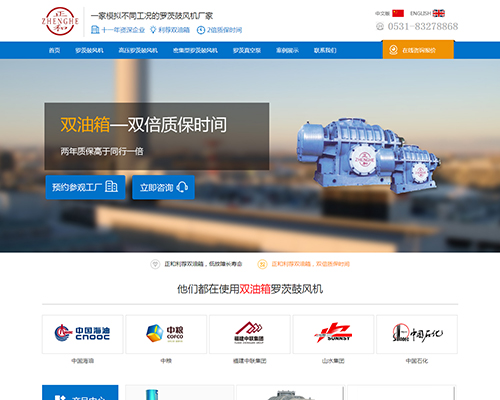 正和
ZHENGHE
一家模拟不同工况的罗茨鼓风机厂家
十一年资深企业 利荐双油箱 2倍质保时间
中文版 ENGLISH
0531-83278868
首页 罗茨鼓风机 高压罗茨鼓风机 密集型罗茨鼓风机 罗茨真空泵 案例展示 联系我们 在线咨询报价
双油箱—双倍质保时间
两年质保高于同行一倍
预约参观工厂 立即咨询
正和利荐双油箱，低故障长寿命 正和利荐双油箱，双倍质保时间
他们都在使用双油箱罗茨鼓风机
中国海油
CNOOC
中粮
COFCO
福建中联集团
SUNNSY
中国石化
中国海油 中粮 福建中联集团 山水集团 中国石化
产品中心